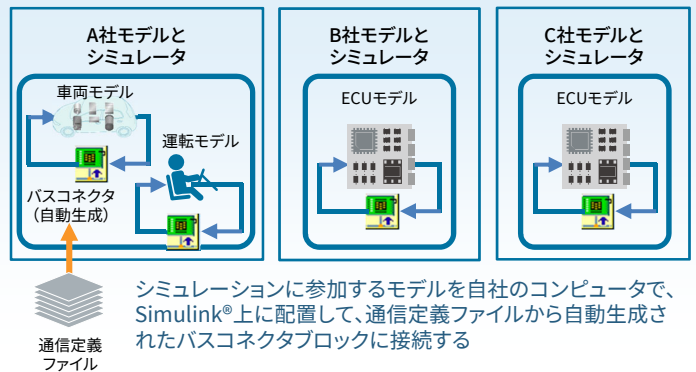 A社モデルと
シミュレータ
車両モデル
運転モデル
バスコネクタ
（自動生成）
B社モデルと
シミュレータ
ECUモデル
C社モデルと
シミュレータ
ECUモデル
通信定義
ファイル
シミュレーションに参加するモデルを自社のコンピュータで、
Simulink®上に配置して、通信定義ファイルから自動生成さ
れたバスコネクタブロックに接続する